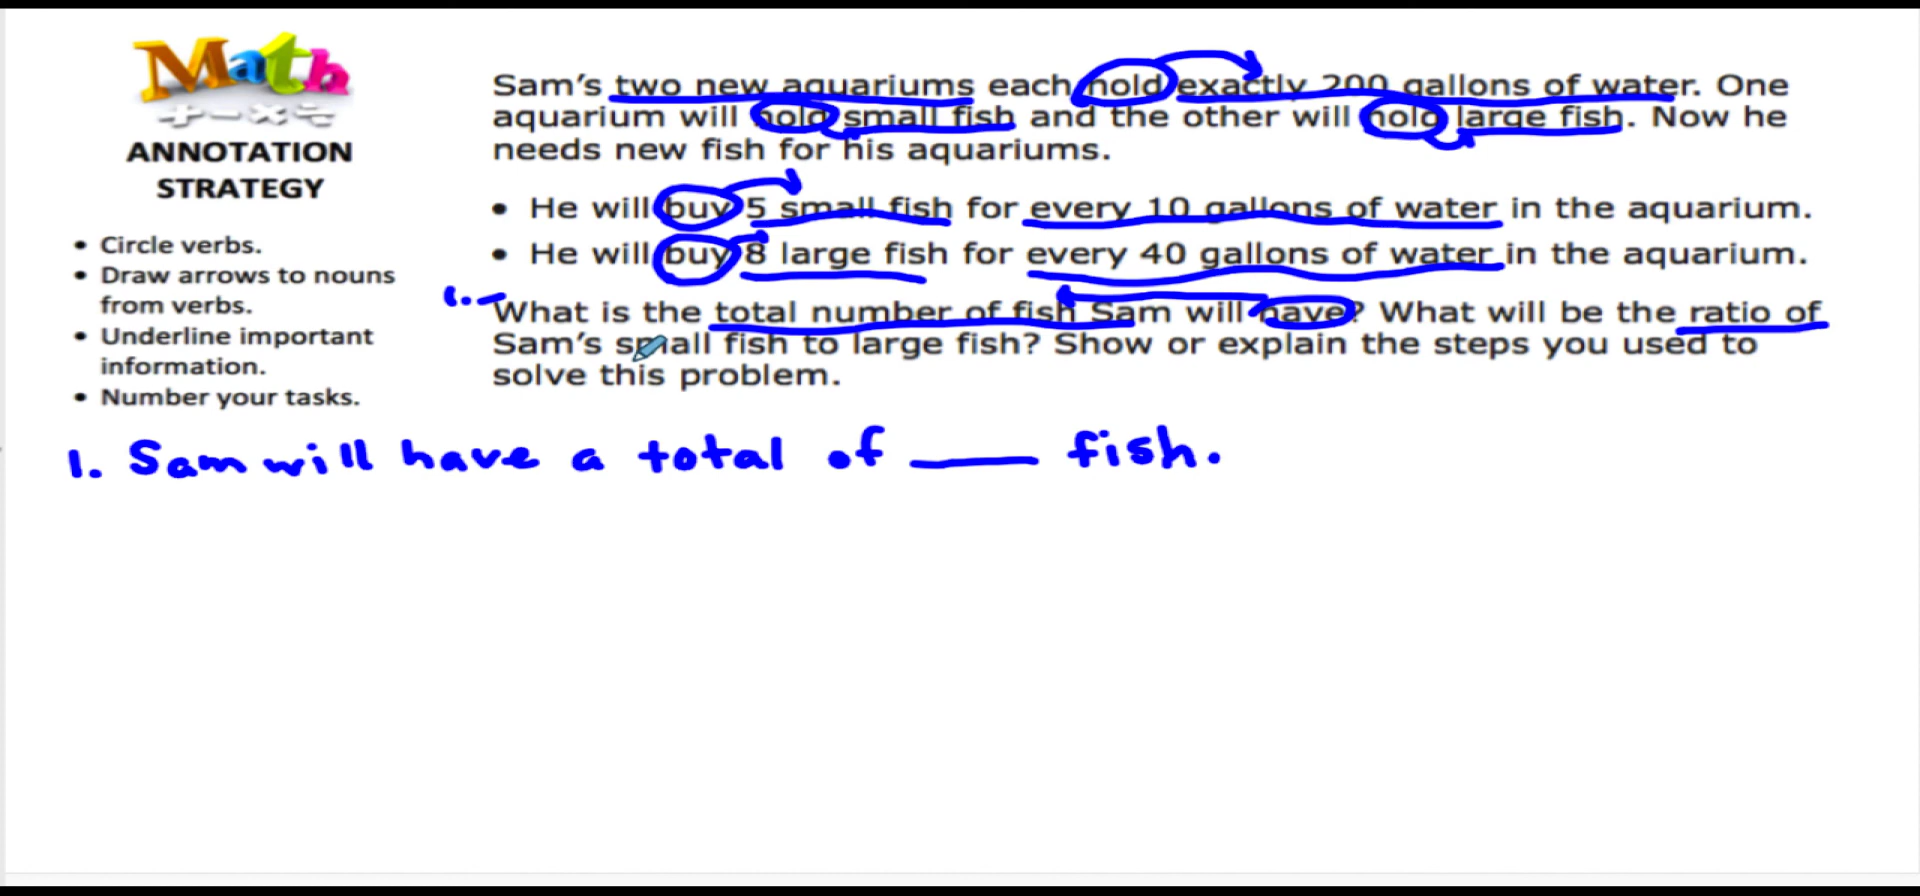 Math
ANNOTATION
STRATEGY
• Circle verbs.
• Draw arrows to nouns
from verbs.
• Underline important
information.
• Number your tasks.
Sam's two new aquariums each hold exactly 200 gallons of water. One
aquarium will hold small fish and the other will hold large fish. Now he
needs new fish for his aquariums.
• He will buy 5 small fish for every 10 gallons of water in the aquarium.
• He will buy 8 large fish for every 40 gallons of water in the aquarium.
1. What is the total number of fish Sam will have? What will be the ratio of
Sam's small fish to large fish? Show or explain the steps you used to
solve this problem.
1. Sam will have a total of ___ fish.